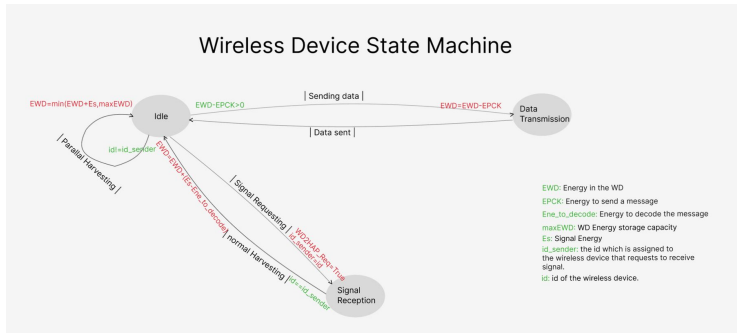 Wireless Device State Machine
EWD=min(EWD+Es,maxEWD)
Idle
EWD-EPCK>0
| Sending data |
EWD=EWD-EPCK
Data
Transmission
| Data sent |
id!=id_sender
| Parallal Harvesting |
EWD=EWD+(Es-Ene_to_decode)
| Signal Requesting |
WD2HAP_Req=True
id_sender=id
| normal Harvesting |
id==id_sender
Signal
Reception
EWD: Energy in the WD
EPCK: Energy to send a message
Ene_to_decode: Energy to decode the message
maxEWD: WD Energy storage capacity
Es: Signal Energy
id_sender: the id which is assigned to
the wireless device that requests to receive
signal.
id: id of the wireless device.